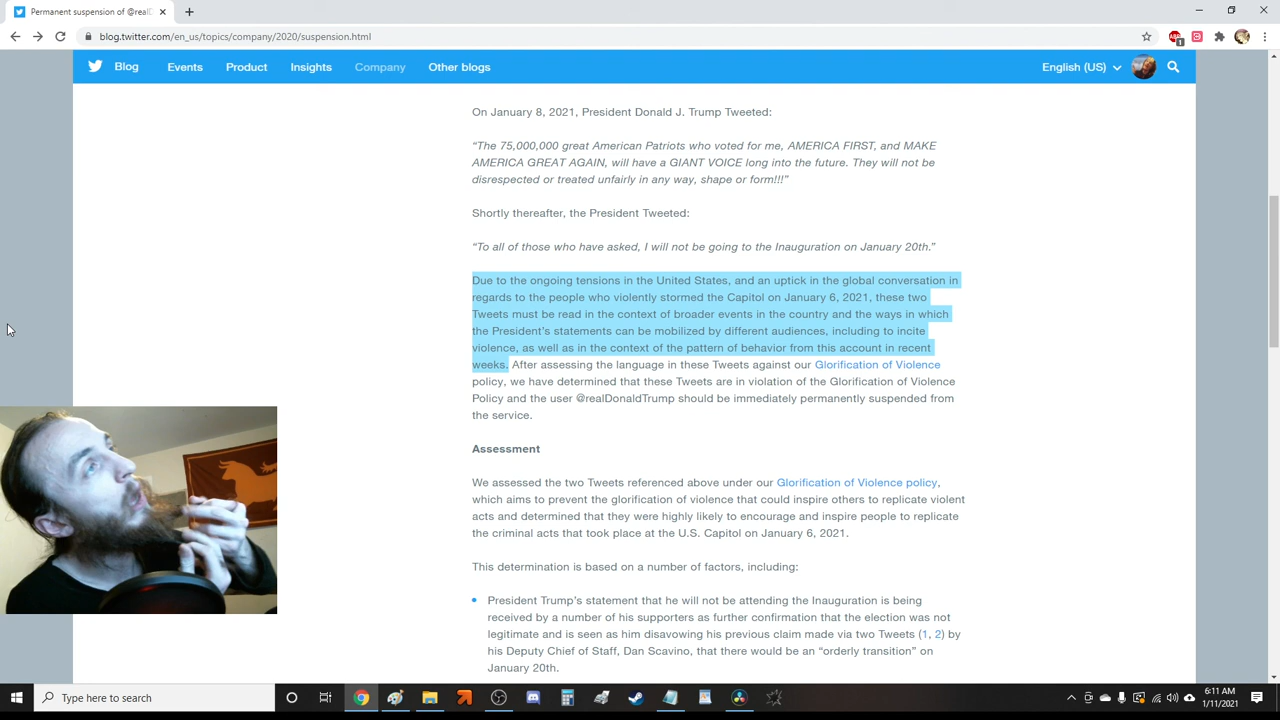 Permanent suspension of @realD
blog.twitter.com/en_us/topics/company/2020/suspension.html
1
Blog Events Product Insights Company Other blogs English (US)
On January 8, 2021, President Donald J. Trump Tweeted:
“The 75,000,000 great American Patriots who voted for me, AMERICA FIRST, and MAKE
AMERICA GREAT AGAIN, will have a GIANT VOICE long into the future. They will not be
disrespected or treated unfairly in any way, shape or form!!!”
Shortly thereafter, the President Tweeted:
“To all of those who have asked, I will not be going to the Inauguration on January 20th.”
Due to the ongoing tensions in the United States, and an uptick in the global conversation in
regards to the people who violently stormed the Capitol on January 6, 2021, these two
Tweets must be read in the context of broader events in the country and the ways in which
the President’s statements can be mobilized by different audiences, including to incite
violence, as well as in the context of the pattern of behavior from this account in recent
weeks. After assessing the language in these Tweets against our Glorification of Violence
policy, we have determined that these Tweets are in violation of the Glorification of Violence
Policy and the user @realDonaldTrump should be immediately permanently suspended from
the service.
Assessment
We assessed the two Tweets referenced above under our Glorification of Violence policy,
which aims to prevent the glorification of violence that could inspire others to replicate violent
acts and determined that they were highly likely to encourage and inspire people to replicate
the criminal acts that took place at the U.S. Capitol on January 6, 2021.
This determination is based on a number of factors, including:
President Trump’s statement that he will not be attending the Inauguration is being
received by a number of his supporters as further confirmation that the election was not
legitimate and is seen as him disavowing his previous claim made via two Tweets (1, 2) by
his Deputy Chief of Staff, Dan Scavino, that there would be an “orderly transition” on
January 20th.
Type here to search
6:11 AM
1/11/2021